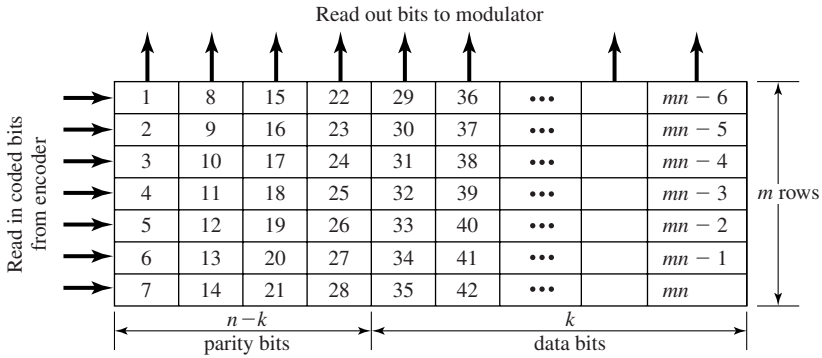 Read out bits to modulator
Read in coded bits
from encoder
1 8 15 22 29 36 ••• mn − 6
2 9 16 23 30 37 ••• mn − 5
3 10 17 24 31 38 ••• mn − 4
4 11 18 25 32 39 ••• mn − 3
5 12 19 26 33 40 ••• mn − 2
6 13 20 27 34 41 ••• mn − 1
7 14 21 28 35 42 ••• mn
m rows
n−k k
parity bits data bits